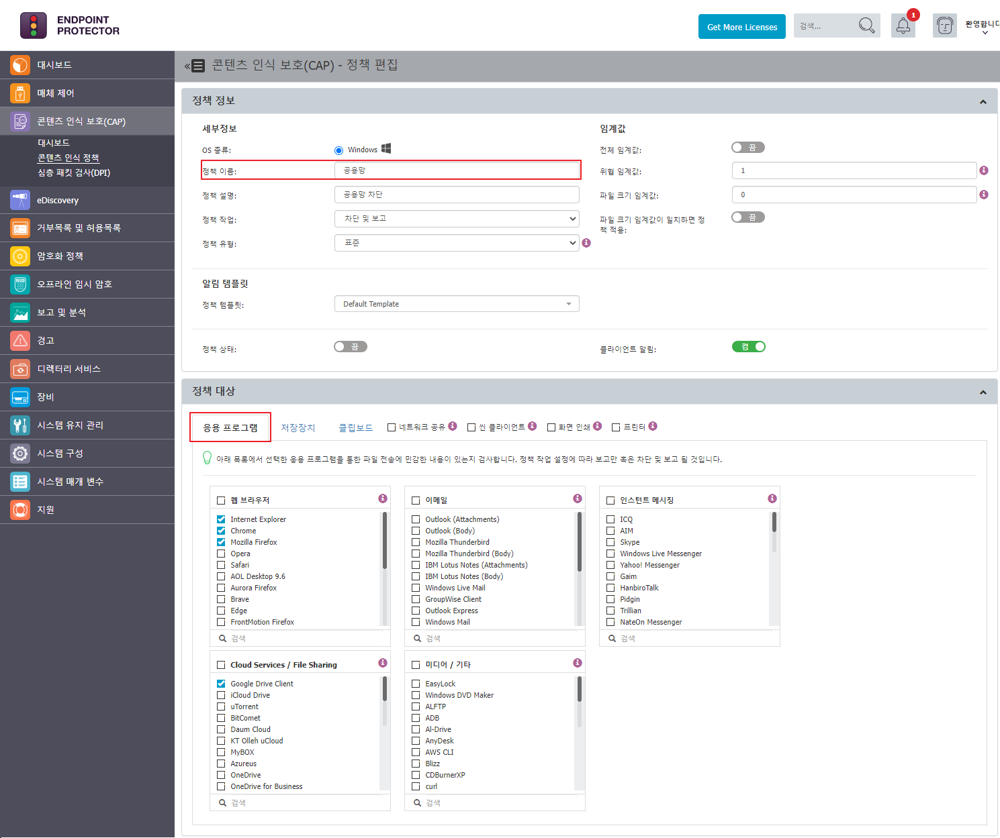 ENDPOINT
PROTECTOR
Get More Licenses
검색...
1
환영합니다
대시보드
매체 제어
콘텐츠 인식 보호(CAP)
대시보드
콘텐츠 인식 정책
심층 패킷 검사(DPI)
eDiscovery
거부목록 및 허용목록
암호화 정책
오프라인 임시 암호
보고 및 분석
경고
디렉터리 서비스
장비
시스템 유지 관리
시스템 구성
시스템 매개 변수
지원
콘텐츠 인식 보호(CAP) - 정책 편집
정책 정보
세부정보
OS 종류: Windows
정책 이름: 공용망
정책 설명: 공용망 차단
정책 작업: 차단 및 보고
정책 유형: 표준
임계값
전체 임계값: 끔
위협 임계값: 1
파일 크기 임계값: 0
파일 크기 임계값이 일치하면 정
책 적용: 끔
알림 템플릿
정책 템플릿: Default Template
정책 상태: 끔
클라이언트 알림: 켬
정책 대상
응용 프로그램 저장장치 클립보드 네트워크 공유 씬 클라이언트 화면 인쇄 프린터
아래 목록에서 선택한 응용 프로그램을 통한 파일 전송에 민감한 내용이 있는지 검사합니다. 정책 작업 설정에 따라 보고만 혹은 차단 및 보고 될 것입니다.
웹 브라우저
Internet Explorer
Chrome
Mozilla Firefox
Opera
Safari
AOL Desktop 9.6
Aurora Firefox
Brave
Edge
FrontMotion Firefox
검색
이메일
Outlook (Attachments)
Outlook (Body)
Mozilla Thunderbird
Mozilla Thunderbird (Body)
IBM Lotus Notes (Attachments)
IBM Lotus Notes (Body)
Windows Live Mail
GroupWise Client
Outlook Express
Windows Mail
검색
인스턴트 메시징
ICQ
AIM
Skype
Windows Live Messenger
Yahoo! Messenger
Gaim
HanbiroTalk
Pidgin
Trillian
NateOn Messenger
검색
Cloud Services / File Sharing
Google Drive Client
iCloud Drive
uTorrent
BitComet
Daum Cloud
KT Olleh uCloud
MyBOX
Azureus
OneDrive
OneDrive for Business
검색
미디어 / 기타
EasyLock
Windows DVD Maker
ALFTP
ADB
Al-Drive
AnyDesk
AWS CLI
Blizz
CDBurnerXP
curl
검색